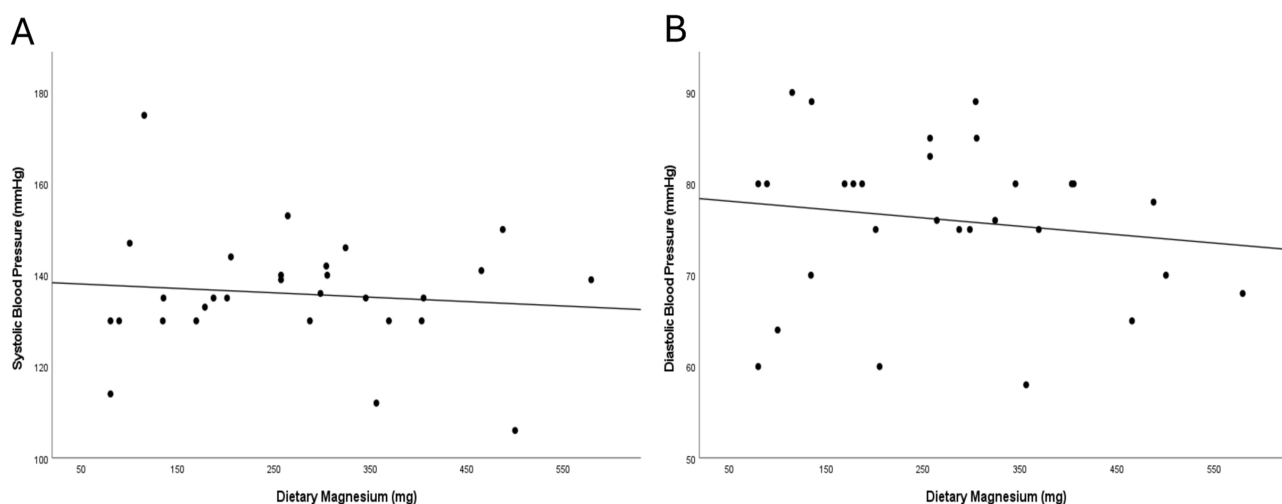 A
Systolic Blood Pressure (mmHg)
180
160
140
120
100
50 150 250 350 450 550
Dietary Magnesium (mg)
B
Diastolic Blood Pressure (mmHg)
90
80
70
60
50
50 150 250 350 450 550
Dietary Magnesium (mg)